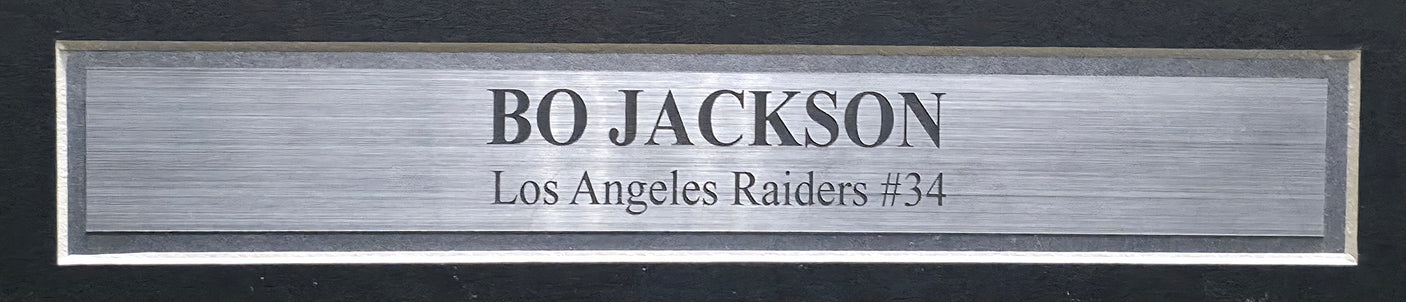 BO JACKSON
Los Angeles Raiders #34